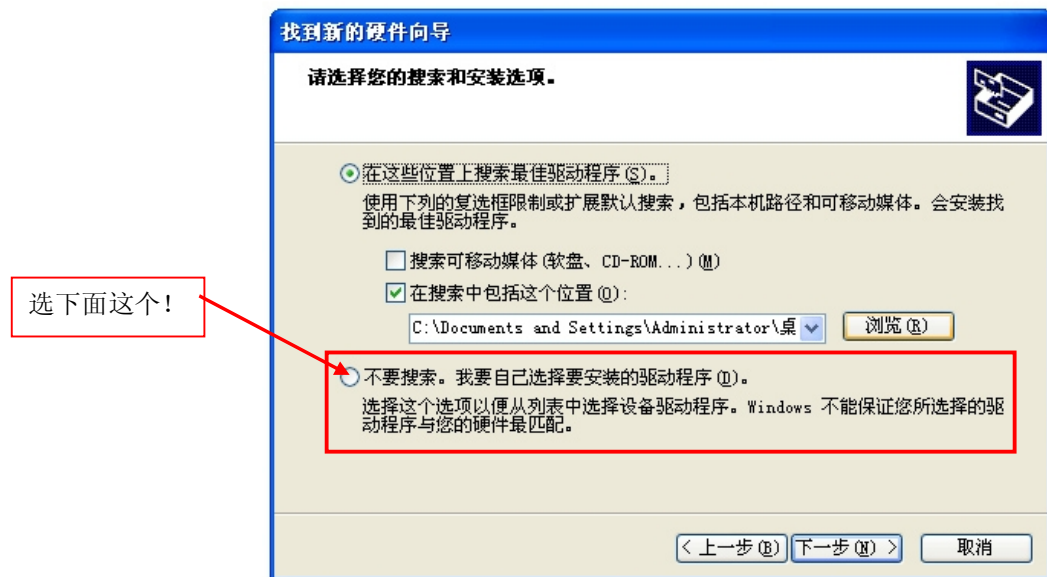 找到新的硬件向导
请选择您的搜索和安装选项。
在这些位置上搜索最佳驱动程序(S)。
使用下列的复选框限制或扩展默认搜索，包括本机路径和可移动媒体。会安装找
到的最佳驱动程序。
搜索可移动媒体(软盘、CD-ROM...)(M)
在搜索中包括这个位置(O):
C:\Documents and Settings\Administrator\桌
浏览(R)
选下面这个！
不要搜索。我要自己选择要安装的驱动程序(D)。
选择这个选项以便从列表中选择设备驱动程序。Windows 不能保证您所选择的驱
动程序与您的硬件最匹配。
< 上一步(B)
下一步(N) >
取消